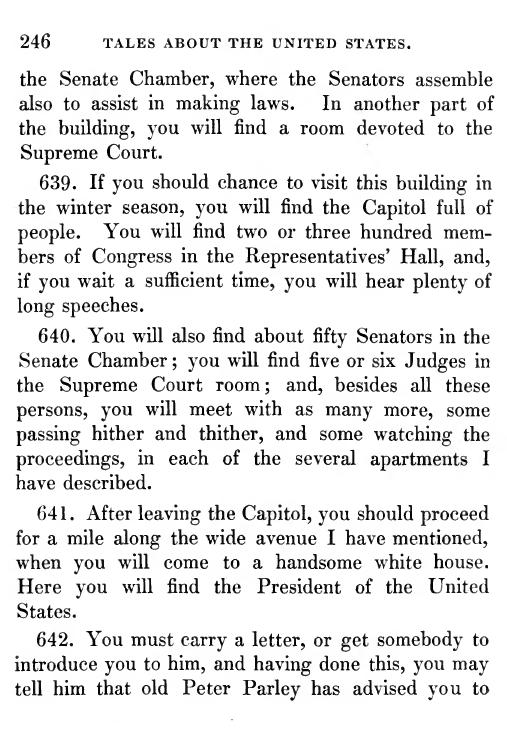 246 TALES ABOUT THE UNITED STATES.
the Senate Chamber, where the Senators assemble
also to assist in making laws. In another part of
the building, you will find a room devoted to the
Supreme Court.
639. If you should chance to visit this building in
the winter season, you will find the Capitol full of
people. You will find two or three hundred mem-
bers of Congress in the Representatives' Hall, and,
if you wait a sufficient time, you will hear plenty of
long speeches.
640. You will also find about fifty Senators in the
Senate Chamber; you will find five or six Judges in
the Supreme Court room; and, besides all these
persons, you will meet with as many more, some
passing hither and thither, and some watching the
proceedings, in each of the several apartments I
have described.
641. After leaving the Capitol, you should proceed
for a mile along the wide avenue I have mentioned,
when you will come to a handsome white house.
Here you will find the President of the United
States.
642. You must carry a letter, or get somebody to
introduce you to him, and having done this, you may
tell him that old Peter Parley has advised you to